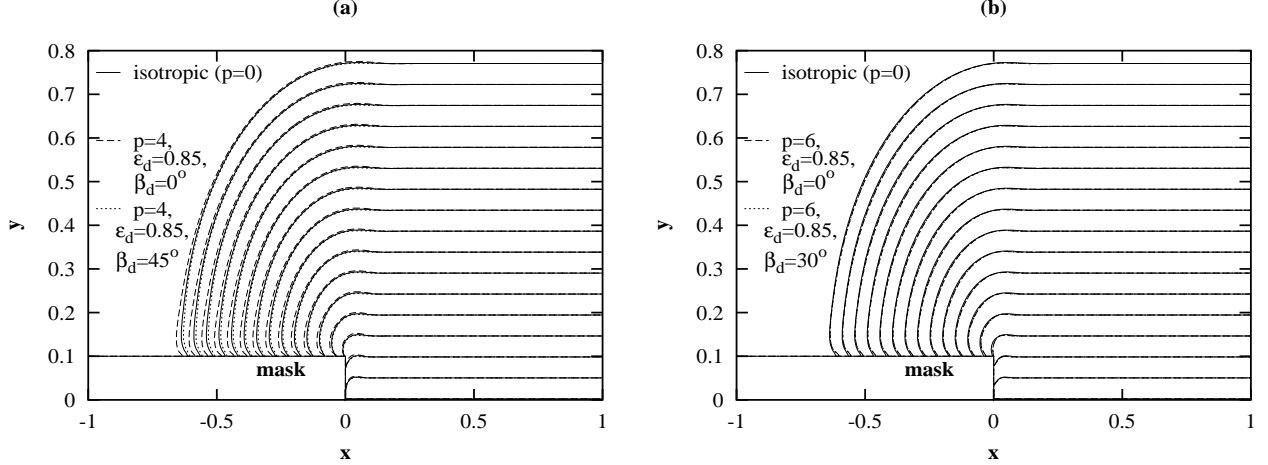 (a)
0.8
0.7
0.6
0.5
0.4
0.3
0.2
0.1
0
y
isotropic (p=0)
p=4,
ε_d=0.85,
β_d=0°
p=4,
ε_d=0.85,
β_d=45°
mask
-1
-0.5
0
0.5
1
x
(b)
0.8
0.7
0.6
0.5
0.4
0.3
0.2
0.1
0
y
isotropic (p=0)
p=6,
ε_d=0.85,
β_d=0°
p=6,
ε_d=0.85,
β_d=30°
mask
-1
-0.5
0
0.5
1
x